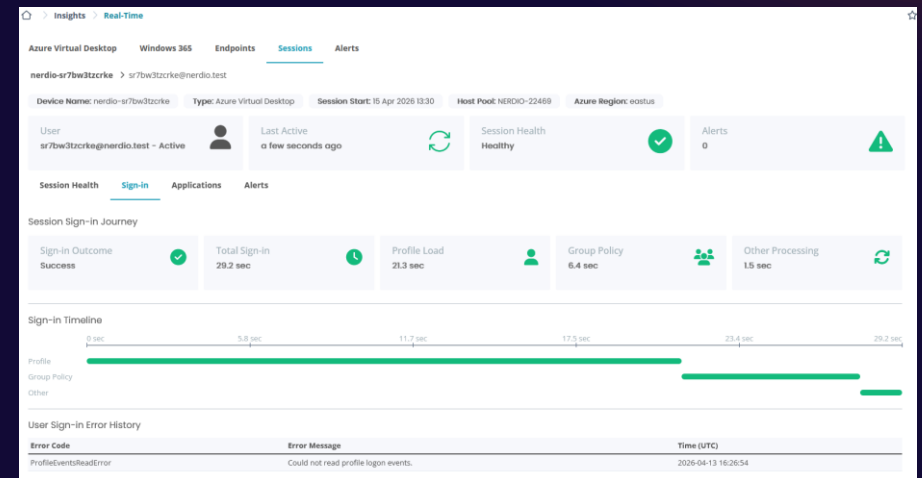 Insights > Real-Time
Azure Virtual Desktop Windows 365 Endpoints Sessions Alerts
nerdio-sr7bw3tzcrke > sr7bw3tzcrke@nerdio.test
Device Name: nerdio-sr7bw3tzcrke Type: Azure Virtual Desktop Session Start: 15 Apr 2026 13:30 Host Pool: NERDIO-22469 Azure Region: eastus
User Last Active Session Health Alerts
sr7bw3tzcrke@nerdio.test - Active a few seconds ago Healthy 0
Session Health Sign-in Applications Alerts
Session Sign-in Journey
Sign-in Outcome Total Sign-in Profile Load Group Policy Other Processing
Success 29.2 sec 21.3 sec 6.4 sec 1.5 sec
Sign-in Timeline
0 sec 5.8 sec 11.7 sec 17.5 sec 23.4 sec 29.2 sec
Profile
Group Policy
Other
User Sign-in Error History
Error Code Error Message Time (UTC)
ProfileEventsReadError Could not read profile logon events. 2026-04-13 16:26:54